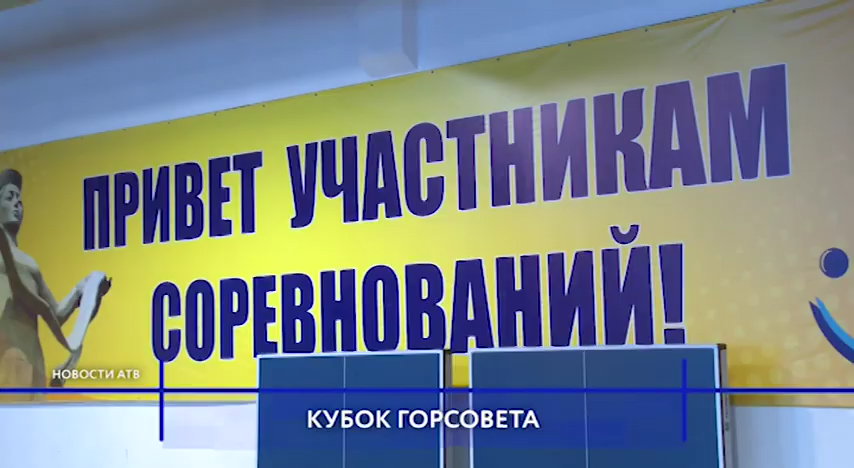 ПРИВЕТ УЧАСТНИКАМ
СОРЕВНОВАНИЙ!
НОВОСТИ АТВ
КУБОК ГОРСОВЕТА